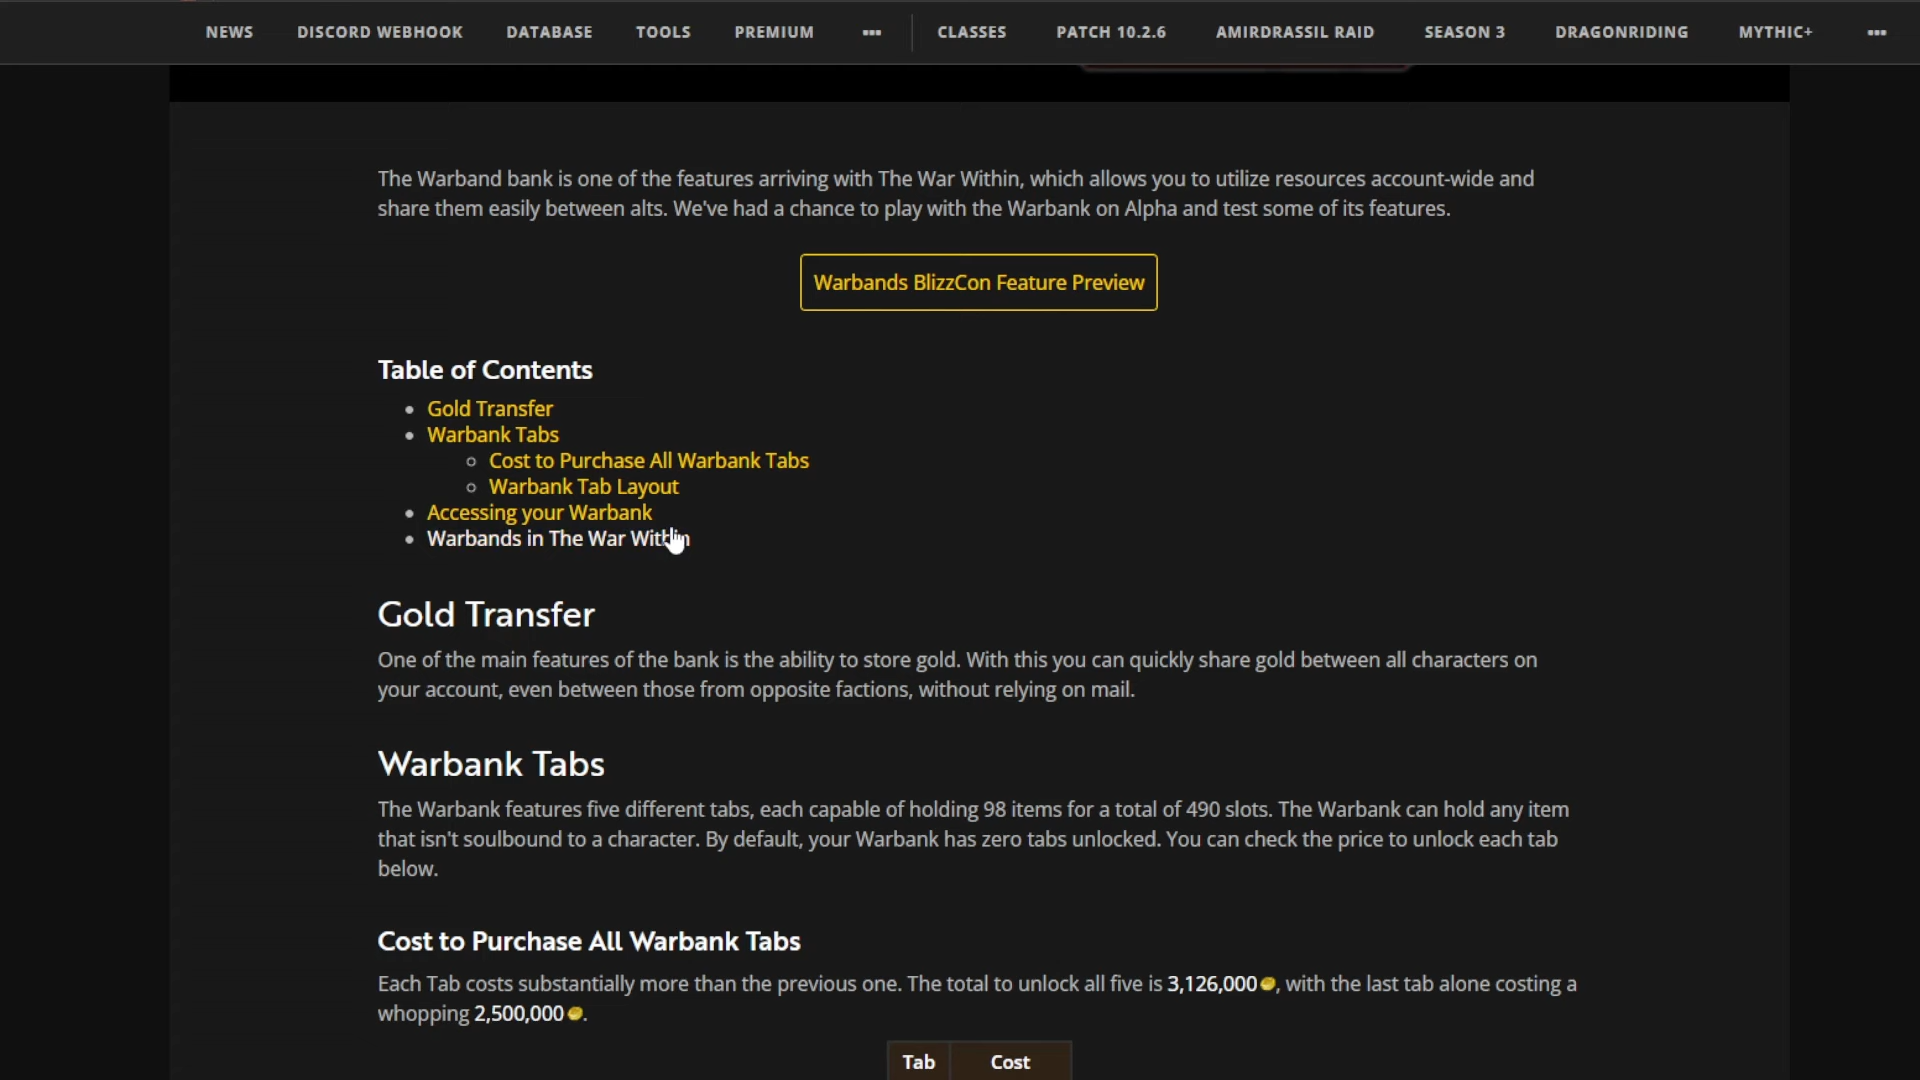 NEWS DISCORD WEBHOOK DATABASE TOOLS PREMIUM ••• CLASSES PATCH 10.2.6 AMIRDRASSIL RAID SEASON 3 DRAGONRIDING MYTHIC+ •••
The Warband bank is one of the features arriving with The War Within, which allows you to utilize resources account-wide and
share them easily between alts. We've had a chance to play with the Warbank on Alpha and test some of its features.
Warbands BlizzCon Feature Preview
Table of Contents
Gold Transfer
Warbank Tabs
Cost to Purchase All Warbank Tabs
Warbank Tab Layout
Accessing your Warbank
Warbands in The War Within
Gold Transfer
One of the main features of the bank is the ability to store gold. With this you can quickly share gold between all characters on
your account, even between those from opposite factions, without relying on mail.
Warbank Tabs
The Warbank features five different tabs, each capable of holding 98 items for a total of 490 slots. The Warbank can hold any item
that isn't soulbound to a character. By default, your Warbank has zero tabs unlocked. You can check the price to unlock each tab
below.
Cost to Purchase All Warbank Tabs
Each Tab costs substantially more than the previous one. The total to unlock all five is 3,126,000, with the last tab alone costing a
whopping 2,500,000.
Tab Cost